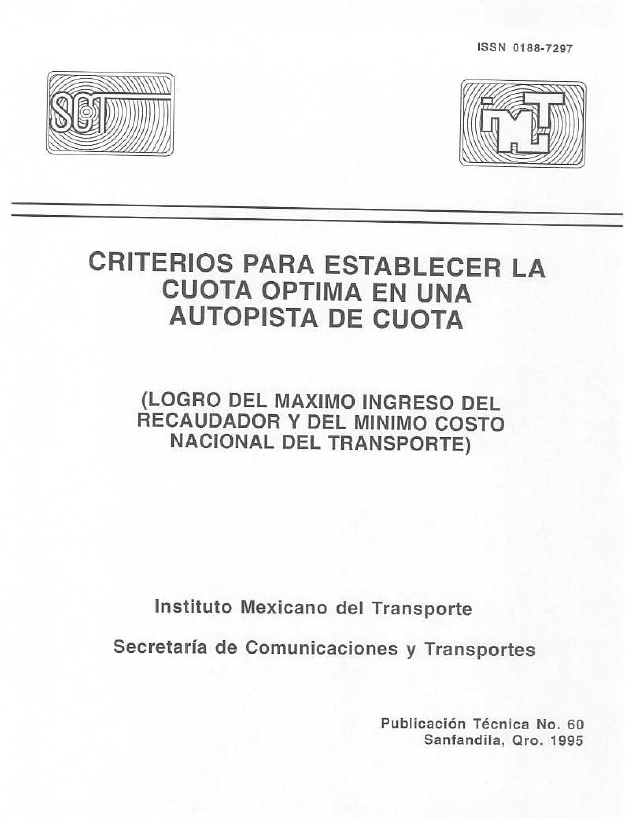 ISSN 0188-7297
SCT
IMT
CRITERIOS PARA ESTABLECER LA
CUOTA OPTIMA EN UNA
AUTOPISTA DE CUOTA
(LOGRO DEL MAXIMO INGRESO DEL
RECAUDADOR Y DEL MINIMO COSTO
NACIONAL DEL TRANSPORTE)
Instituto Mexicano del Transporte
Secretaría de Comunicaciones y Transportes
Publicación Técnica No. 60
Sanfandila, Qro. 1995